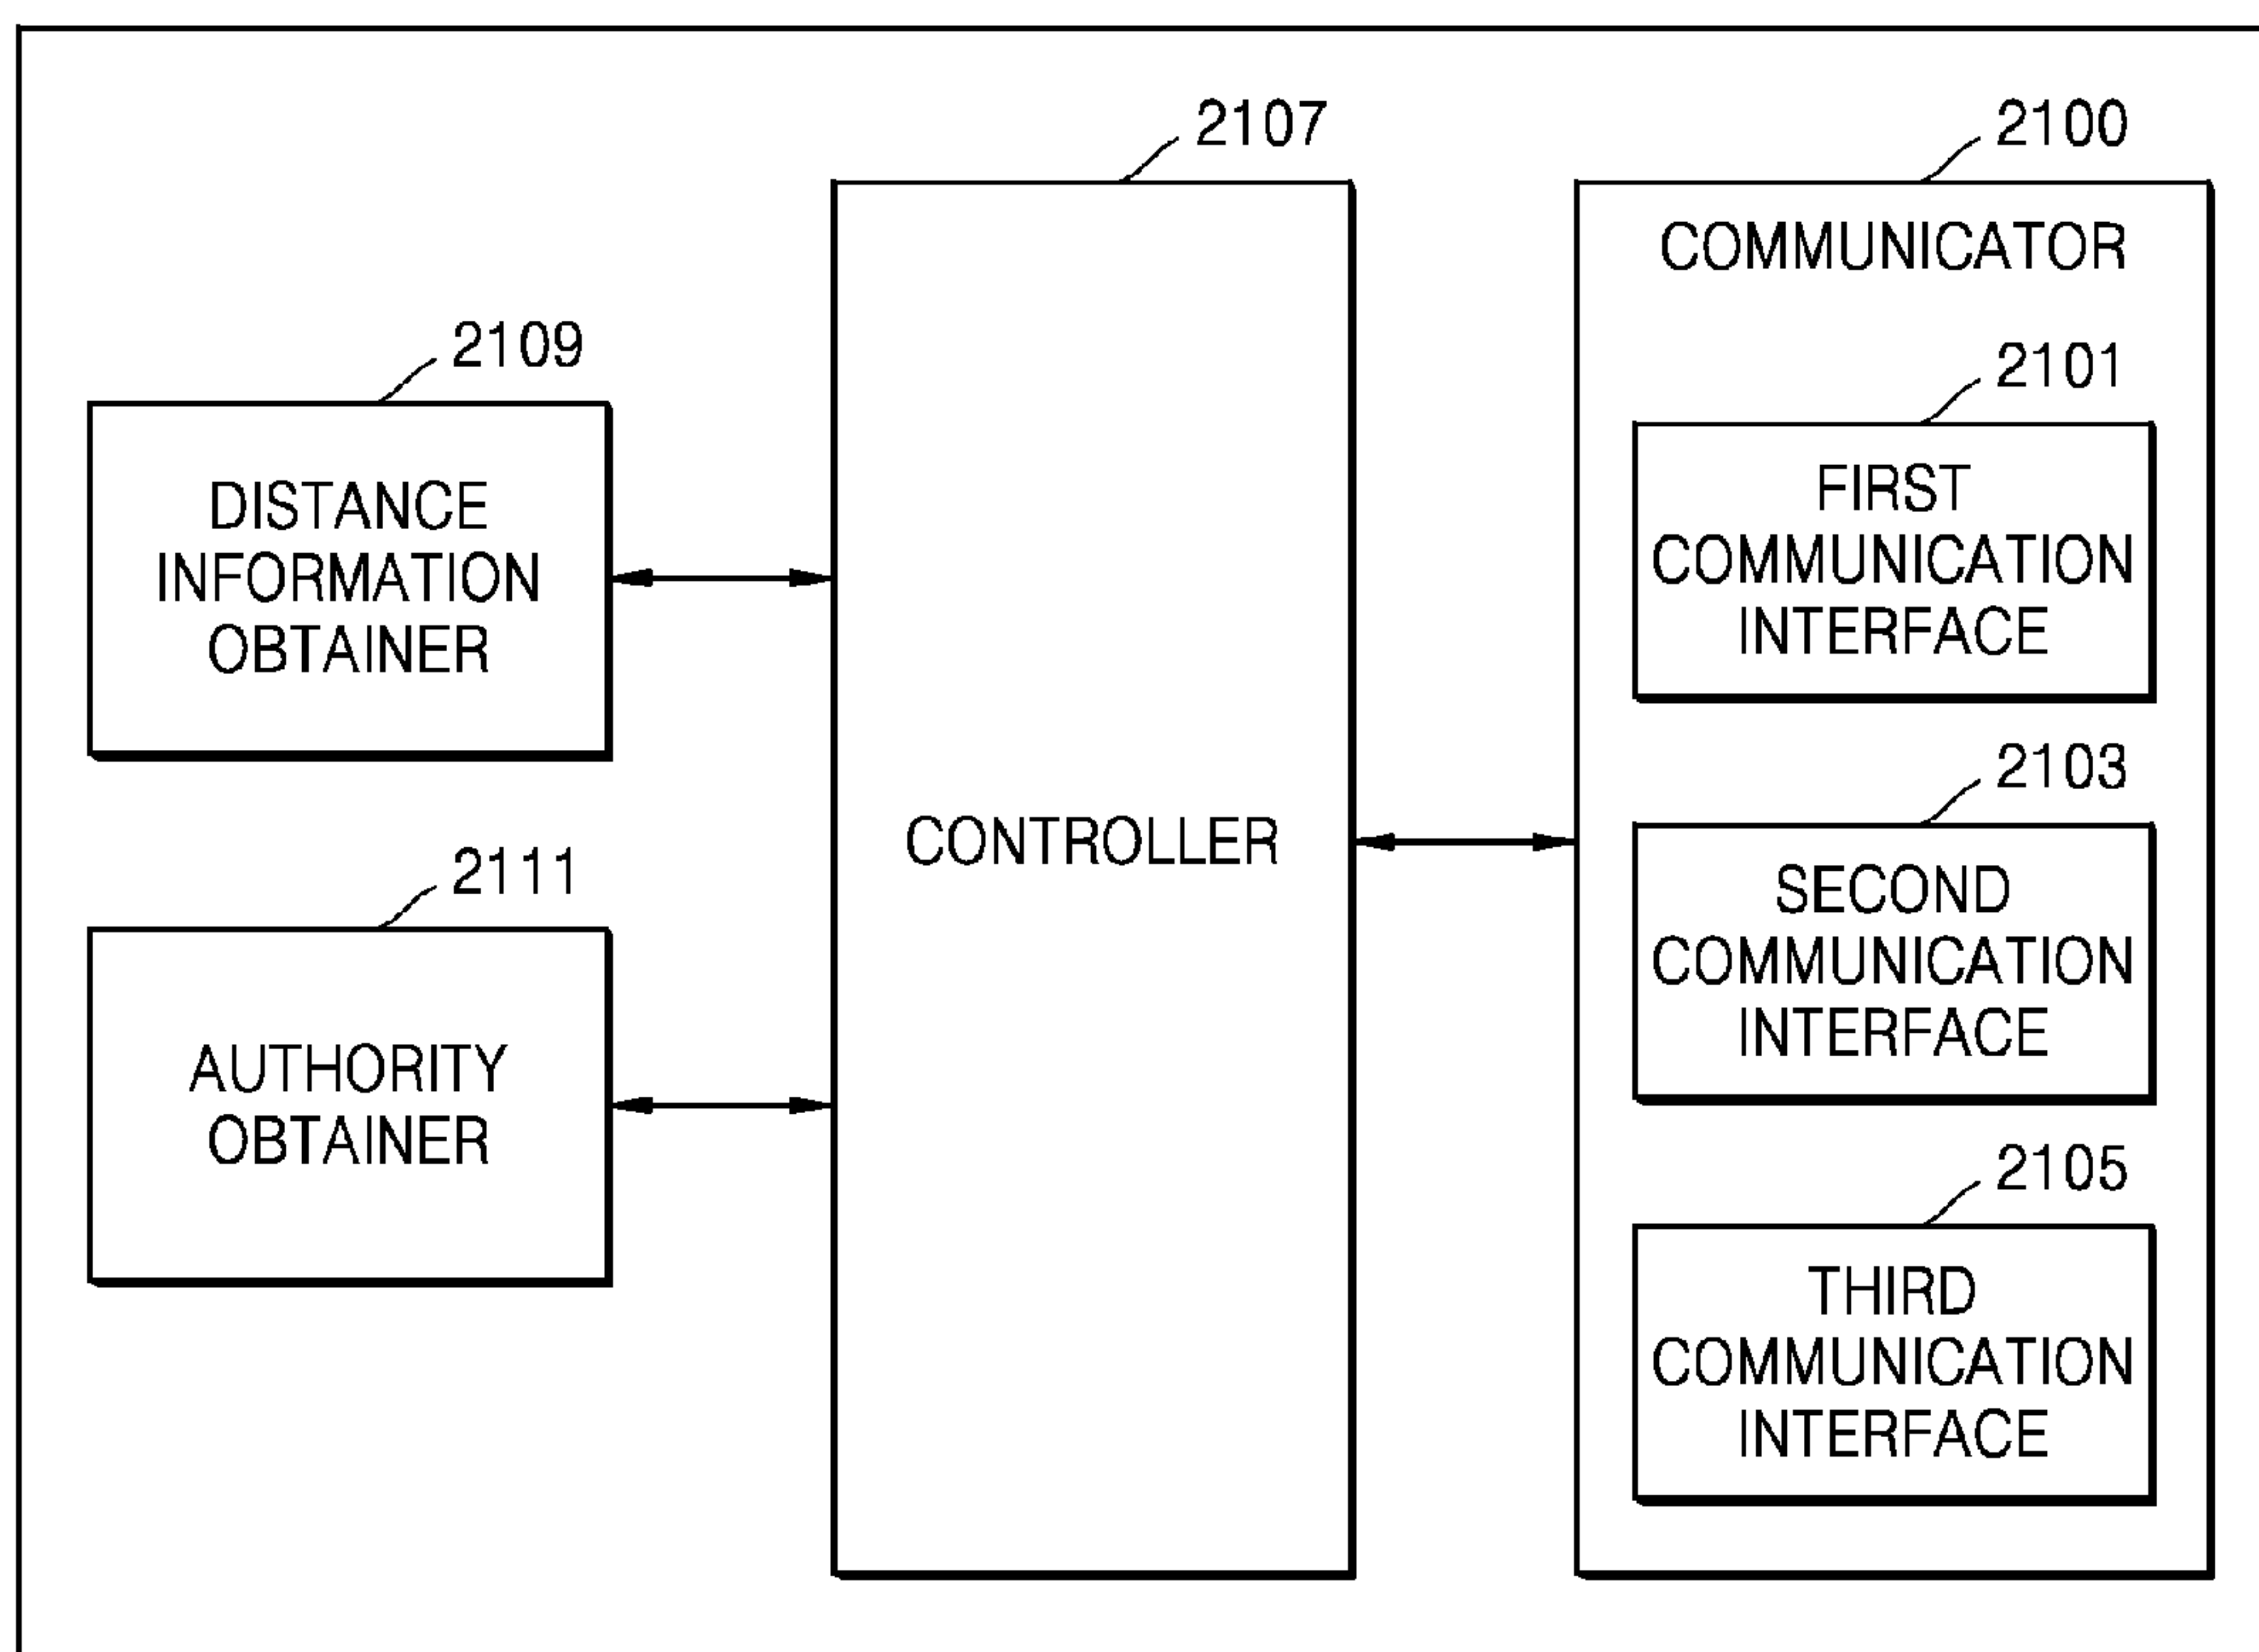 2107
2100
COMMUNICATOR
2109
2101
DISTANCE
INFORMATION
OBTAINER
FIRST
COMMUNICATION
INTERFACE
2103
CONTROLLER
2111
SECOND
COMMUNICATION
INTERFACE
AUTHORITY
OBTAINER
2105
THIRD
COMMUNICATION
INTERFACE